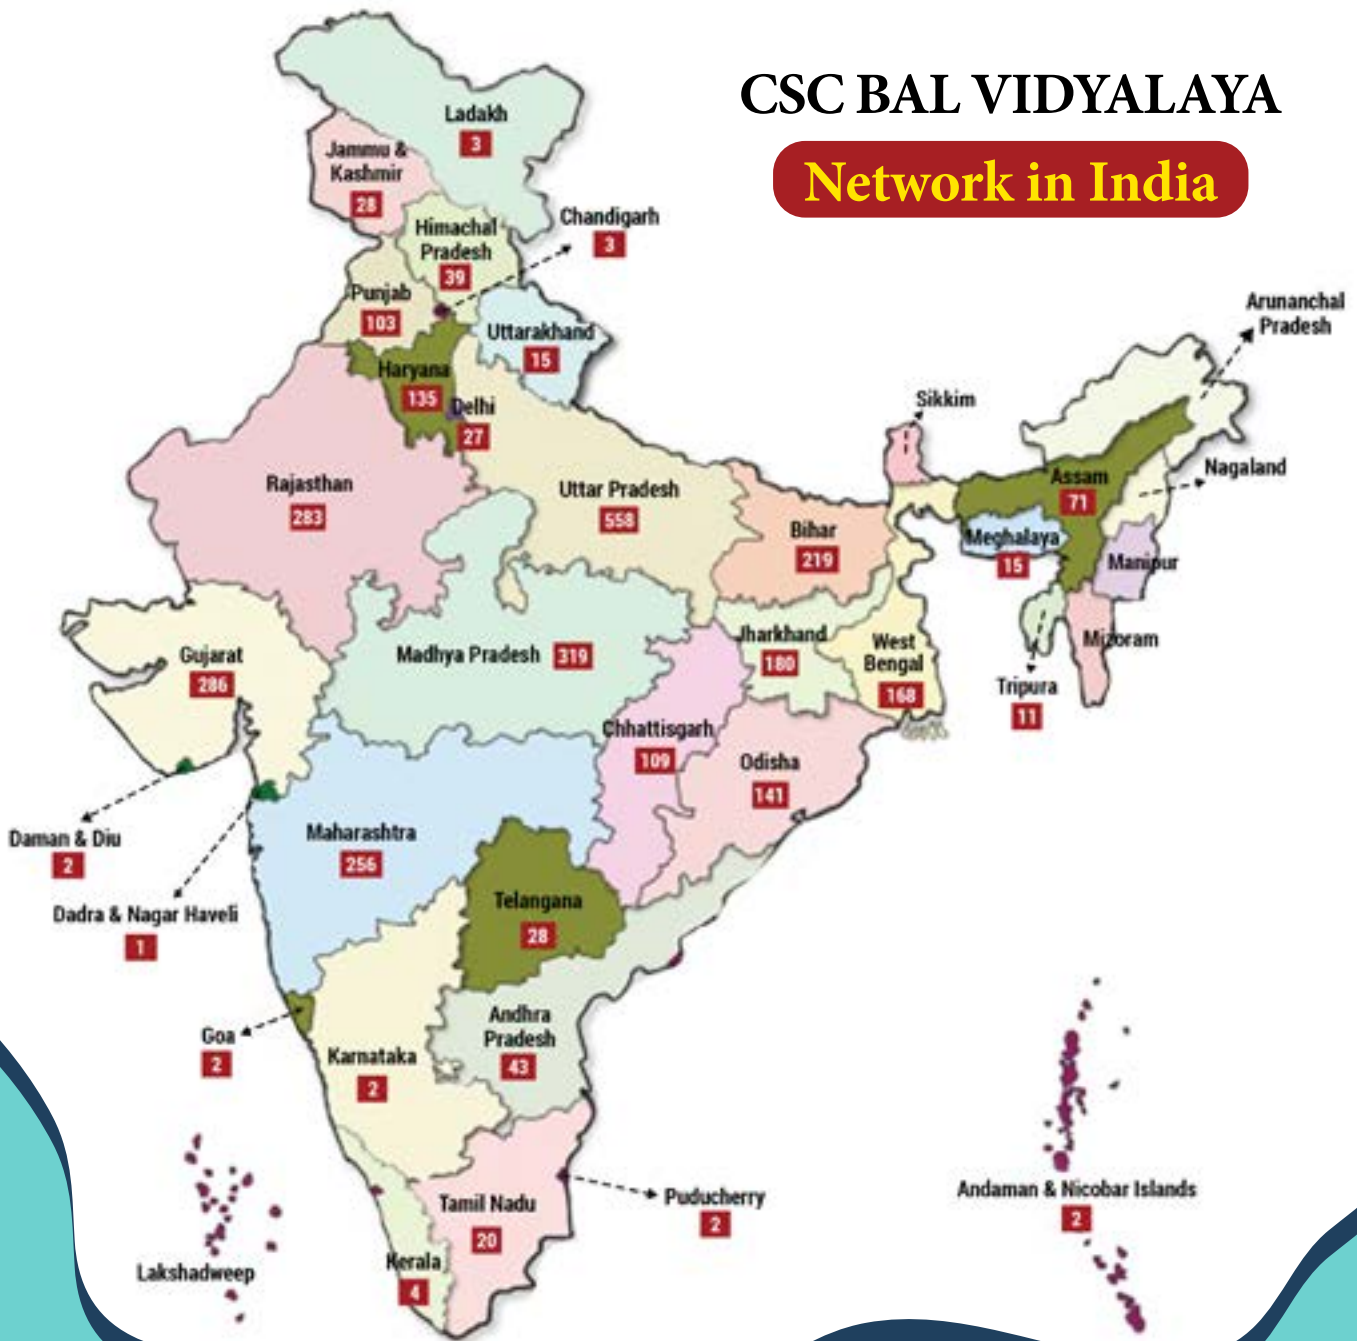 CSC BAL VIDYALAYA
Network in India
Ladakh
3
Jammu &
Kashmir
28
Himachal
Pradesh
39
Chandigarh
3
Punjab
103
Uttarakhand
15
Arunanchal
Pradesh
Haryana
135
Delhi
27
Sikkim
Rajasthan
283
Uttar Pradesh
558
Bihar
219
Assam
71
Nagaland
Meghalaya
15
Manipur
Gujarat
286
Madhya Pradesh 319
Jharkhand
180
West
Bengal
168
Mizoram
Tripura
11
Chhattisgarh
109
Odisha
141
Daman & Diu
2
Maharashtra
256
Dadra & Nagar Haveli
1
Telangana
28
Goa
2
Karnataka
2
Andhra
Pradesh
43
Tamil Nadu
20
Puducherry
2
Andaman & Nicobar Islands
2
Lakshadweep
Kerala
4